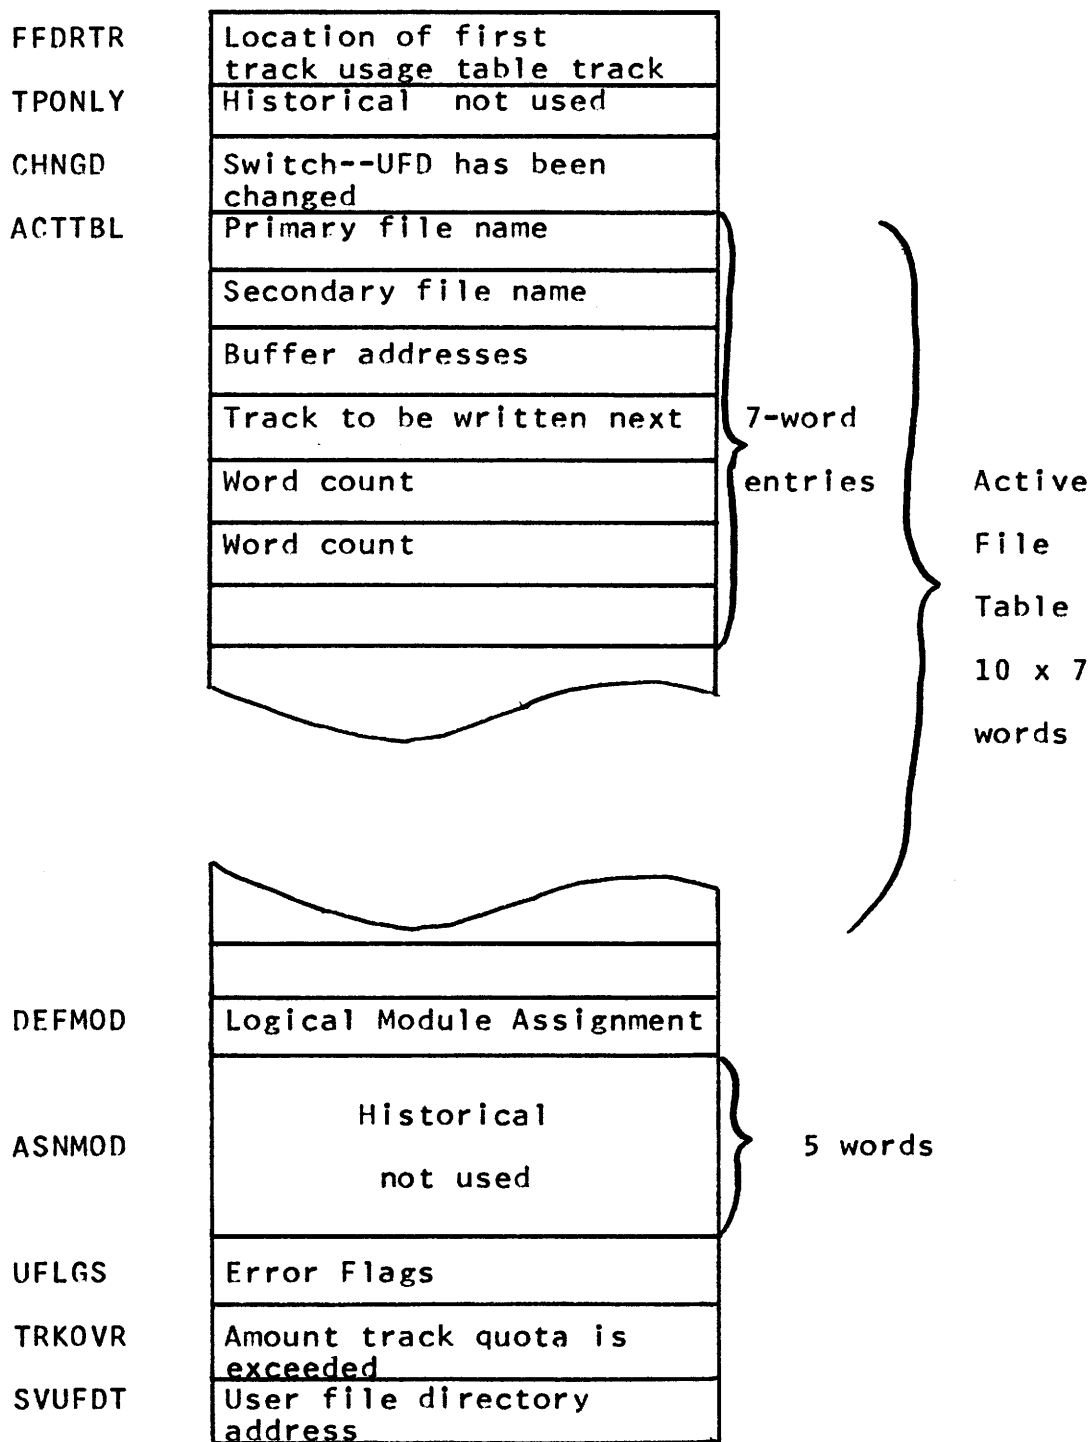 FFDRTR Location of first
track usage table track
TPONLY Historical not used
CHNGD Switch--UFD has been
changed
ACTTBL Primary file name
Secondary file name
Buffer addresses
Track to be written next 7-word
Word count entries Active
Word count File
Table
10 x 7
words
DEFMOD Logical Module Assignment
Historical
ASNMOD 5 words
not used
UFLGS Error Flags
TRKOVR Amount track quota is
exceeded
SVUFDT User file directory
address